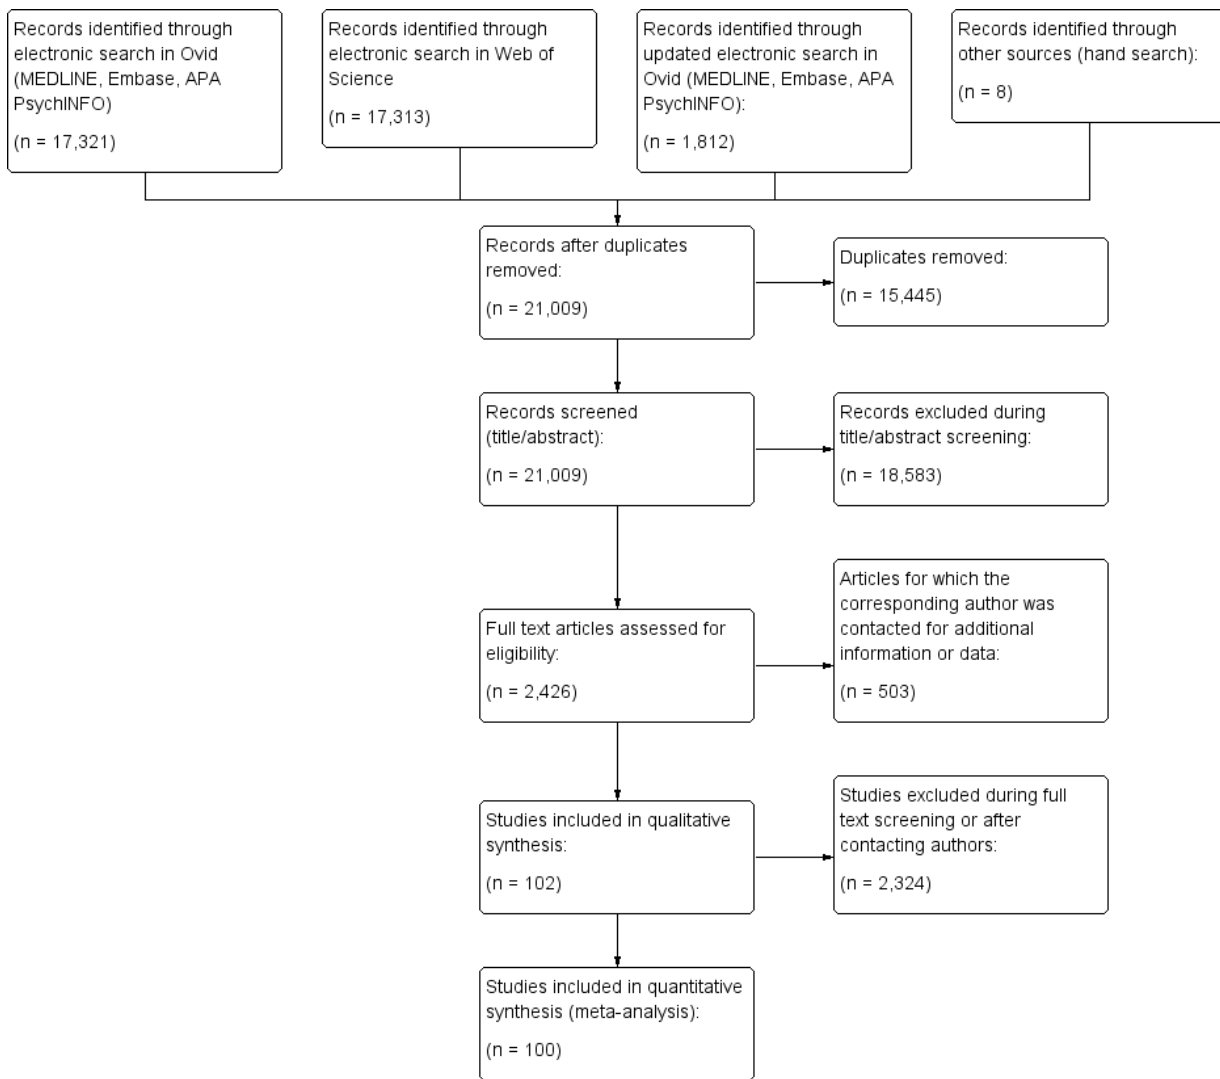 Records identified through
electronic search in Ovid
(MEDLINE, Embase, APA
PsychINFO)
(n = 17,321)
Records identified through
electronic search in Web of
Science
(n = 17,313)
Records identified through
updated electronic search in
Ovid (MEDLINE, Embase, APA
PsychINFO):
(n = 1,812)
Records identified through
other sources (hand search):
(n = 8)
Records after duplicates
removed:
(n = 21,009)
Duplicates removed:
(n = 15,445)
Records screened
(title/abstract):
(n = 21,009)
Records excluded during
title/abstract screening:
(n = 18,583)
Full text articles assessed for
eligibility:
(n = 2,426)
Articles for which the
corresponding author was
contacted for additional
information or data:
(n = 503)
Studies included in qualitative
synthesis:
(n = 102)
Studies excluded during full
text screening or after
contacting authors:
(n = 2,324)
Studies included in quantitative
synthesis (meta-analysis):
(n = 100)